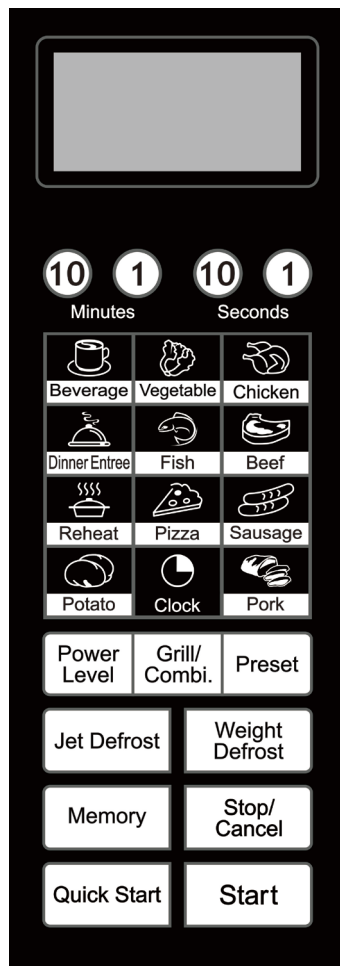 10 1 10 1
Minutes Seconds
Beverage Vegetable Chicken
Dinner Entree Fish Beef
Reheat Pizza Sausage
Potato Clock Pork
Power
Level
Grill/
Combi.
Preset
Jet Defrost
Weight
Defrost
Memory
Stop/
Cancel
Quick Start
Start